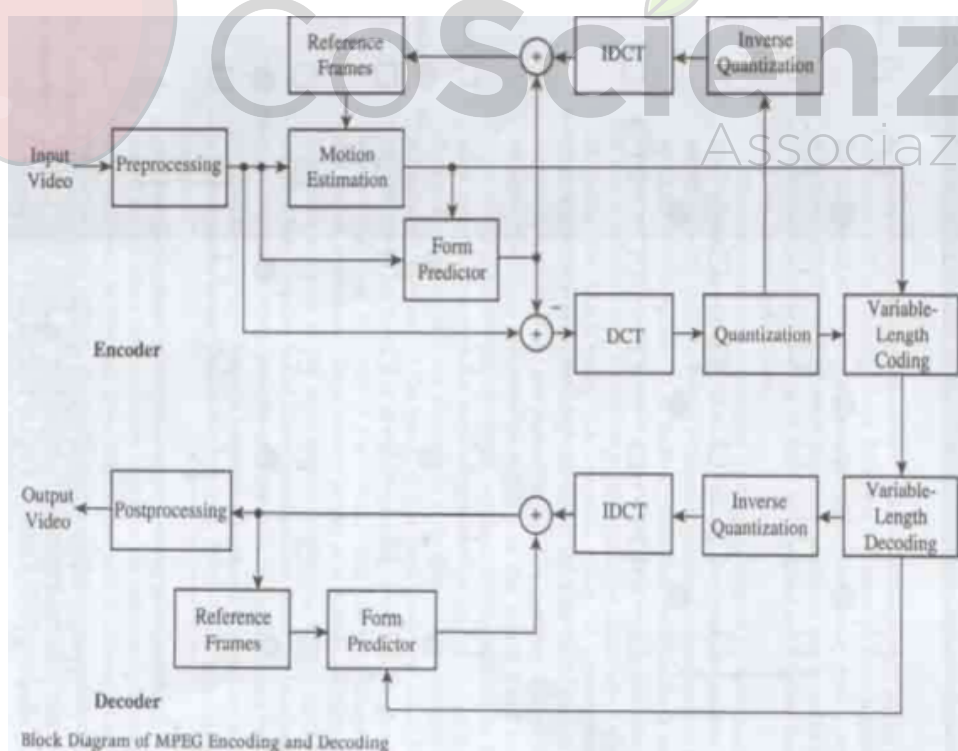 CoScienz
Associaz
Reference
Frames
+
IDCT
Inverse
Quantization
Input
Video
Preprocessing
Motion
Estimation
Form
Predictor
−
+
DCT
Quantization
Variable-
Length
Coding
Encoder
Output
Video
Postprocessing
+
IDCT
Inverse
Quantization
Variable-
Length
Decoding
Reference
Frames
Form
Predictor
Decoder
Block Diagram of MPEG Encoding and Decoding